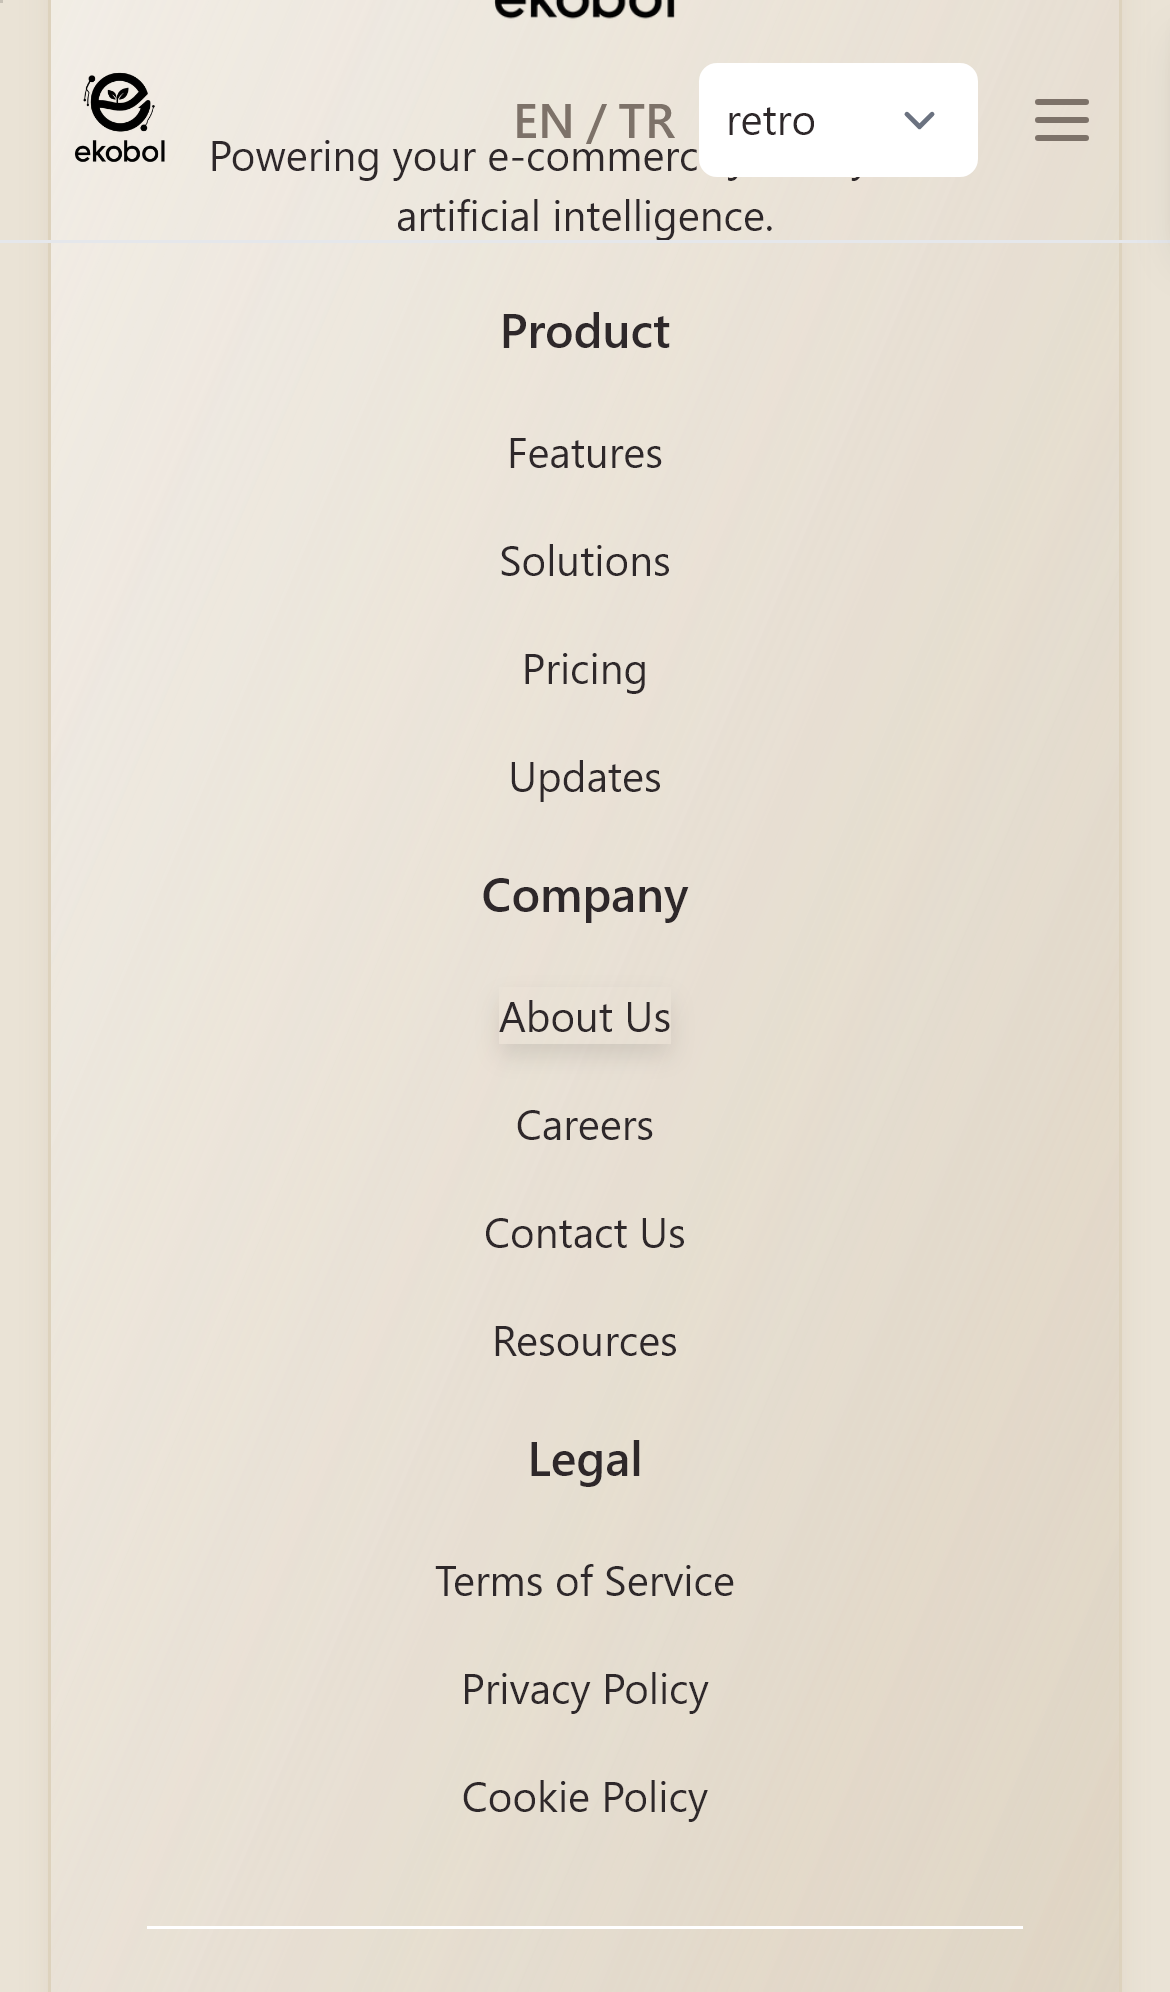 ekobol
ekobol
EN / TR
retro
Powering your e-commerc
artificial intelligence.
Product
Features
Solutions
Pricing
Updates
Company
About Us
Careers
Contact Us
Resources
Legal
Terms of Service
Privacy Policy
Cookie Policy